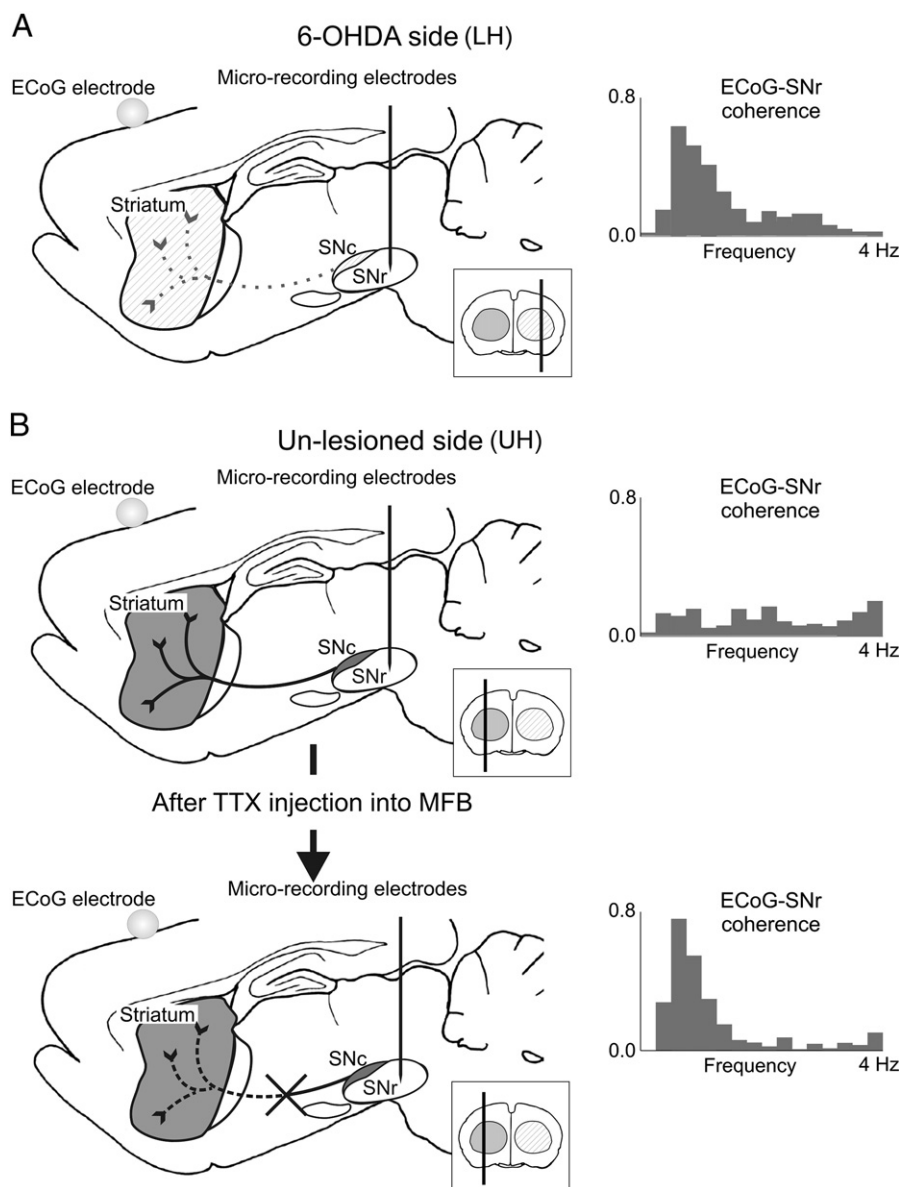 A
6-OHDA side (LH)
ECoG electrode
Micro-recording electrodes
Striatum
SNc
SNr
ECoG-SNr
coherence
0.8
0.0
Frequency
4 Hz
B
Un-lesioned side (UH)
ECoG electrode
Micro-recording electrodes
Striatum
SNc
SNr
ECoG-SNr
coherence
0.8
0.0
Frequency
4 Hz
After TTX injection into MFB
ECoG electrode
Micro-recording electrodes
Striatum
SNc
SNr
ECoG-SNr
coherence
0.8
0.0
Frequency
4 Hz